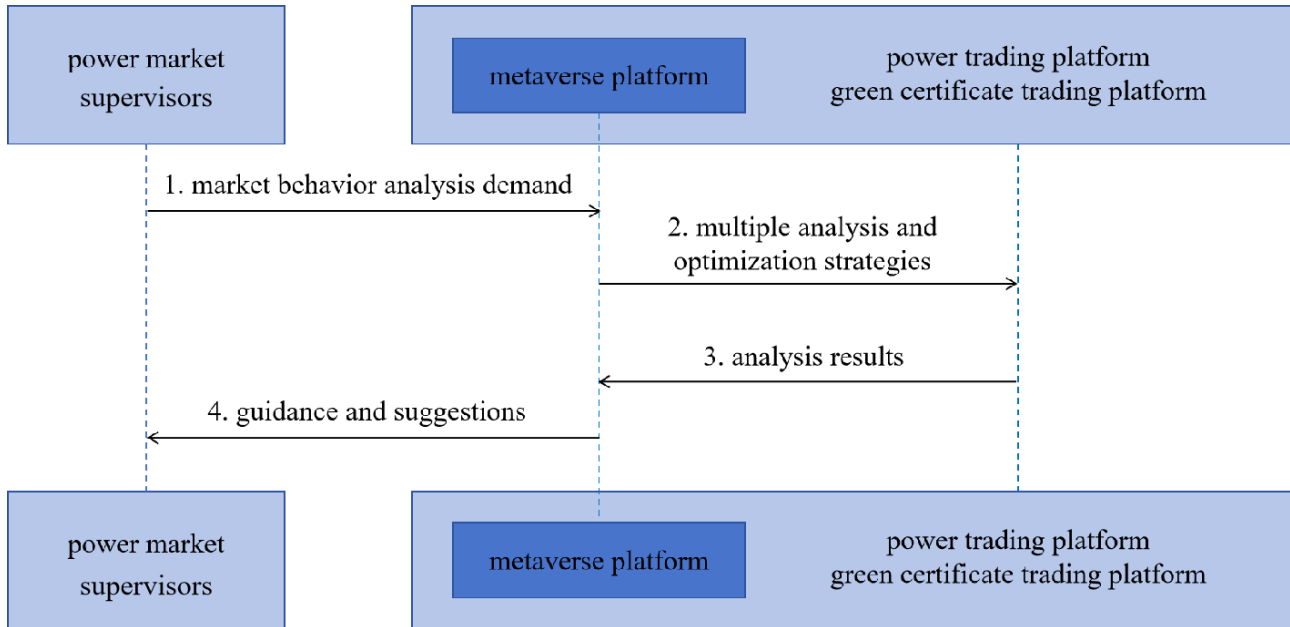 power market
supervisors
metaverse platform
power trading platform
green certificate trading platform
1. market behavior analysis demand
2. multiple analysis and
optimization strategies
3. analysis results
4. guidance and suggestions
power market
supervisors
metaverse platform
power trading platform
green certificate trading platform